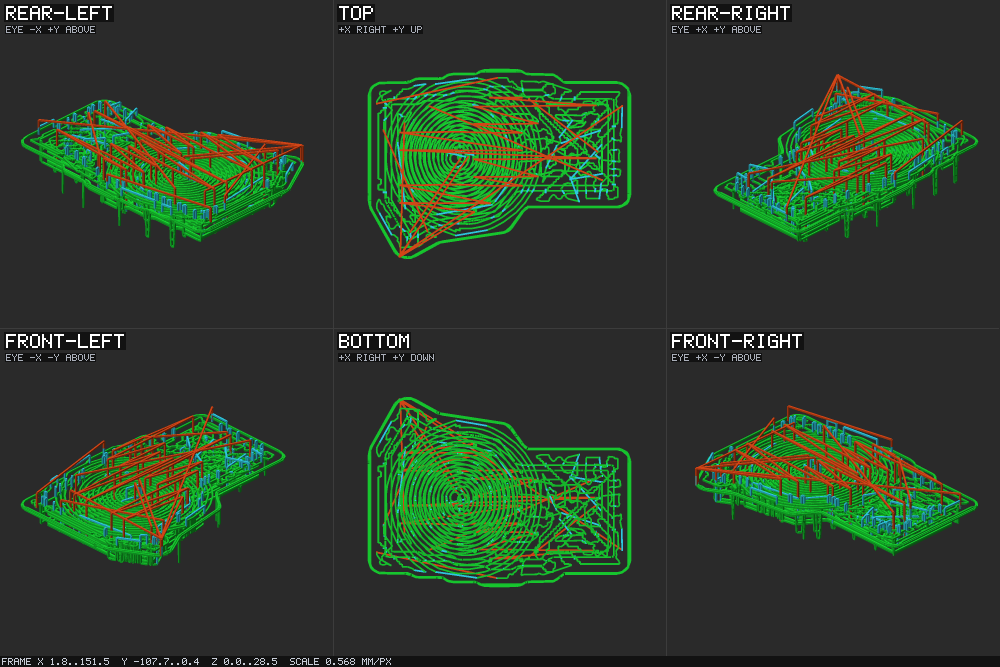 REAR-LEFT
EYE -X +Y ABOVE
TOP
+X RIGHT +Y UP
REAR-RIGHT
EYE +X +Y ABOVE
FRONT-LEFT
EYE -X -Y ABOVE
BOTTOM
+X RIGHT +Y DOWN
FRONT-RIGHT
EYE +X -Y ABOVE
FRAME X 1.8..151.5 Y -107.7..0.4 Z 0.0..28.5 SCALE 0.568 MM/PX